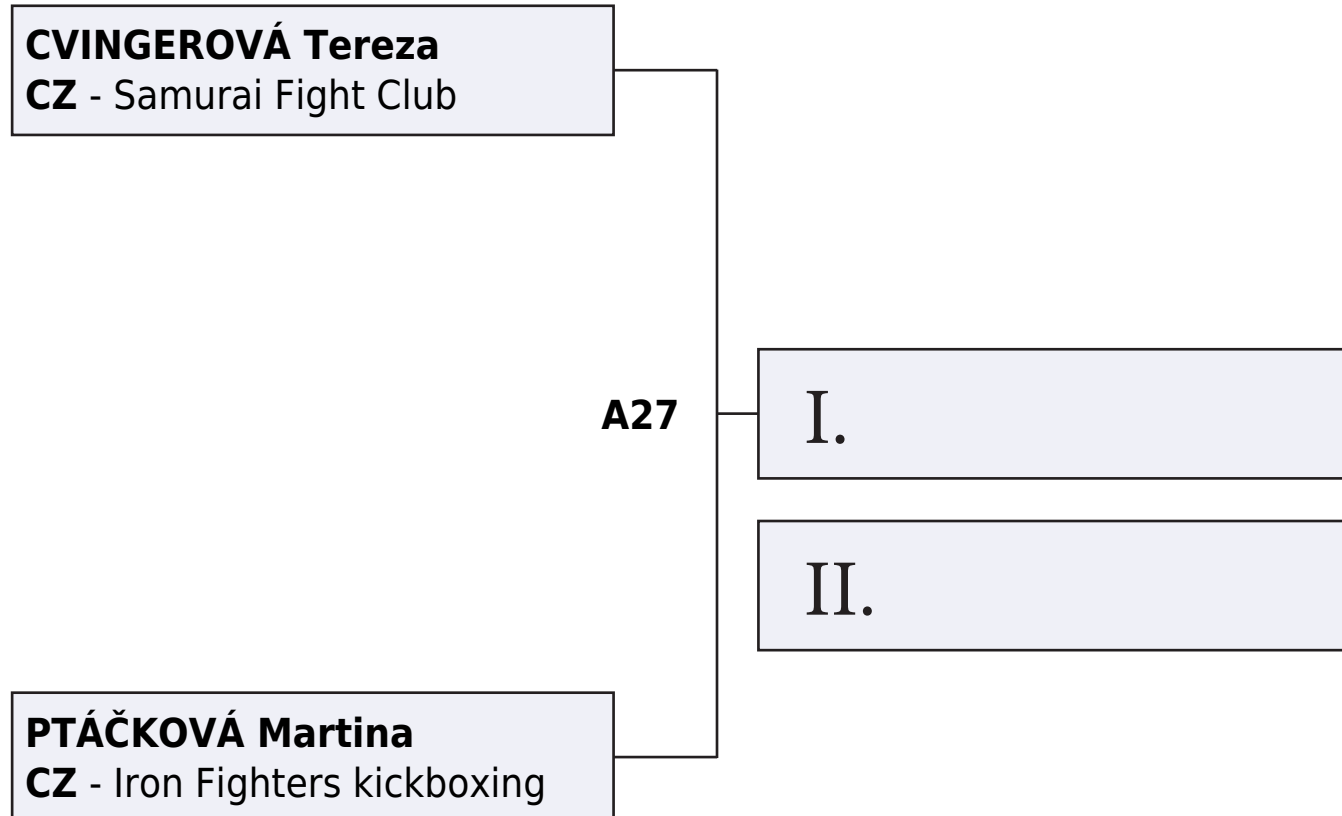 CVINGEROVÁ Tereza
CZ - Samurai Fight Club
A27
I.
II.
PTÁČKOVÁ Martina
CZ - Iron Fighters kickboxing